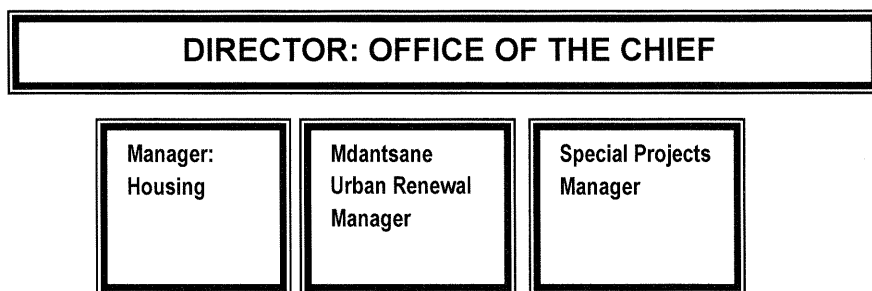 DIRECTOR: OFFICE OF THE CHIEF
Manager:
Housing
Mdantsane
Urban Renewal
Manager
Special Projects
Manager